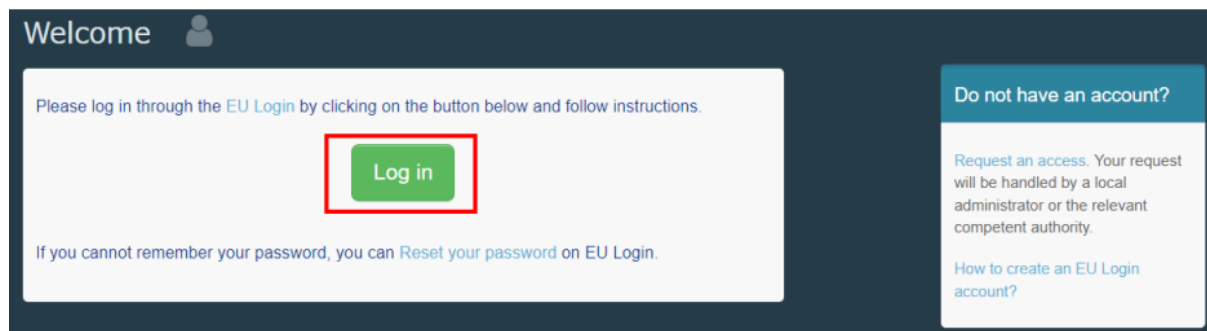 Welcome
Please log in through the EU Login by clicking on the button below and follow instructions.
Log in
If you cannot remember your password, you can Reset your password on EU Login.
Do not have an account?
Request an access. Your request
will be handled by a local
administrator or the relevant
competent authority.
How to create an EU Login
account?